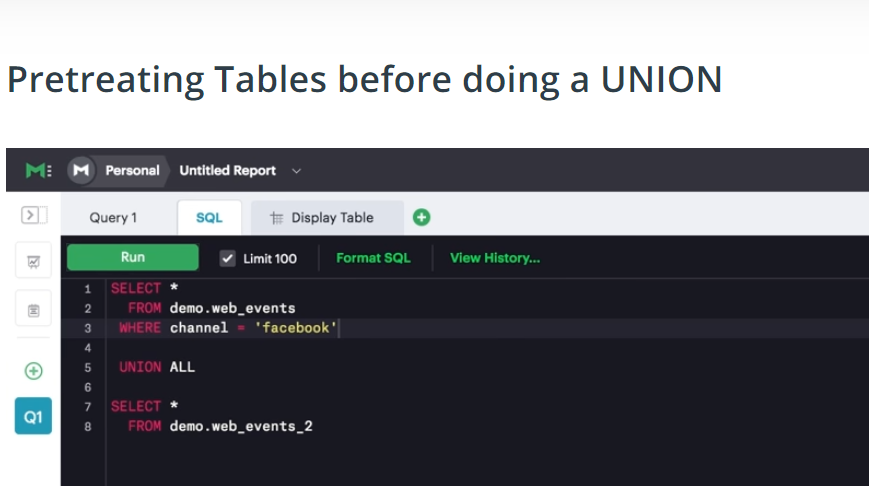 Pretreating Tables before doing a UNION
Personal Untitled Report
Query 1 SQL Display Table
Run Limit 100 Format SQL View History...
1 SELECT *
2 FROM demo.web_events
3 WHERE channel = 'facebook'
4
5 UNION ALL
6
7 SELECT *
8 FROM demo.web_events_2
Q1